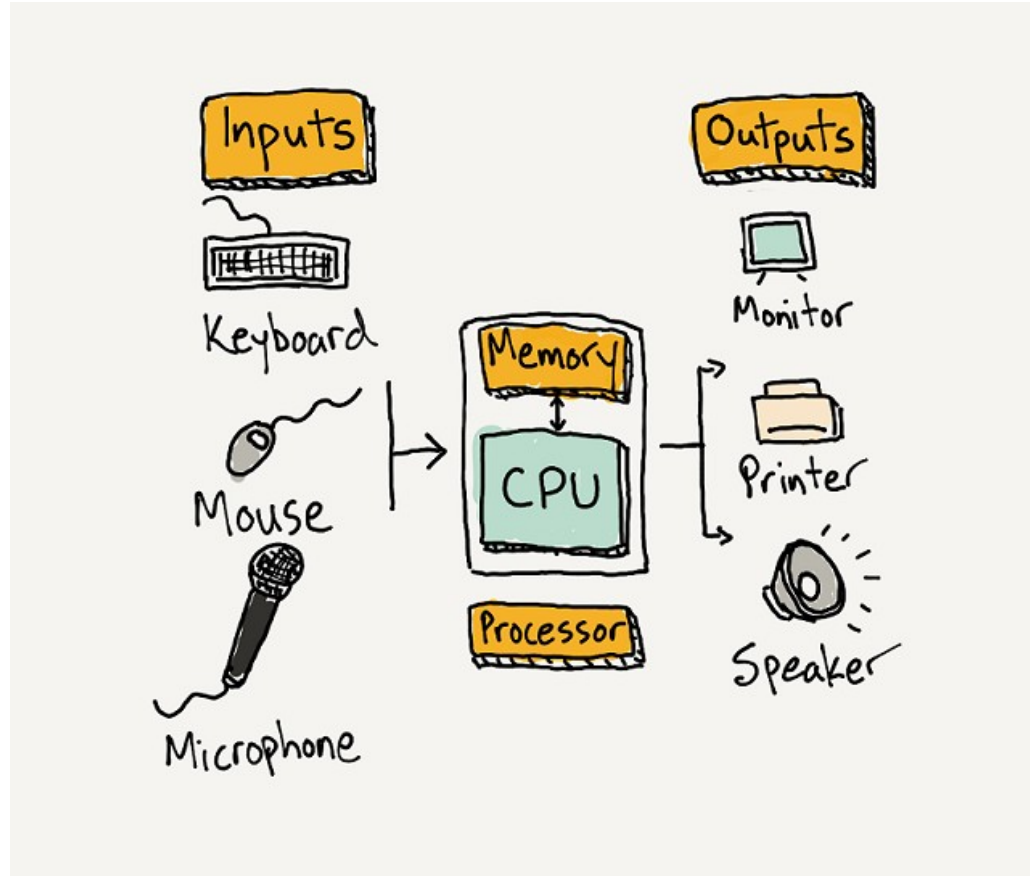 Inputs
Keyboard
Mouse
Microphone
Memory
CPU
Processor
Outputs
Monitor
Printer
Speaker